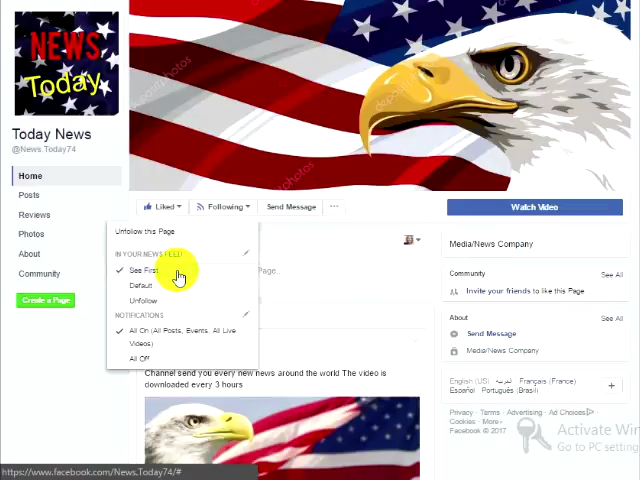 NEWS
Today
depositphotos
depositphotos
depositphotos
Today News
@News.Today74
Home
Posts
Reviews
Photos
About
Community
Create a Page
Liked
Following
Send Message
Watch Video
Unfollow this Page
IN YOUR NEWS FEED
See First
Default
Unfollow
NOTIFICATIONS
All On (All Posts, Events, All Live
Videos)
All Off
Page..
Channel send you every new news around the world The video is
downloaded every 3 hours
Media/News Company
Community
See All
Invite your friends to like this Page
About
See All
Send Message
Media/News Company
English (US) · العربية · Français (France) ·
Español · Português (Brasil)
Privacy · Terms · Advertising · Ad Choices
Cookies · More
Facebook © 2017
Activate Win
Go to PC setting
https://www.facebook.com/News.Today74/#